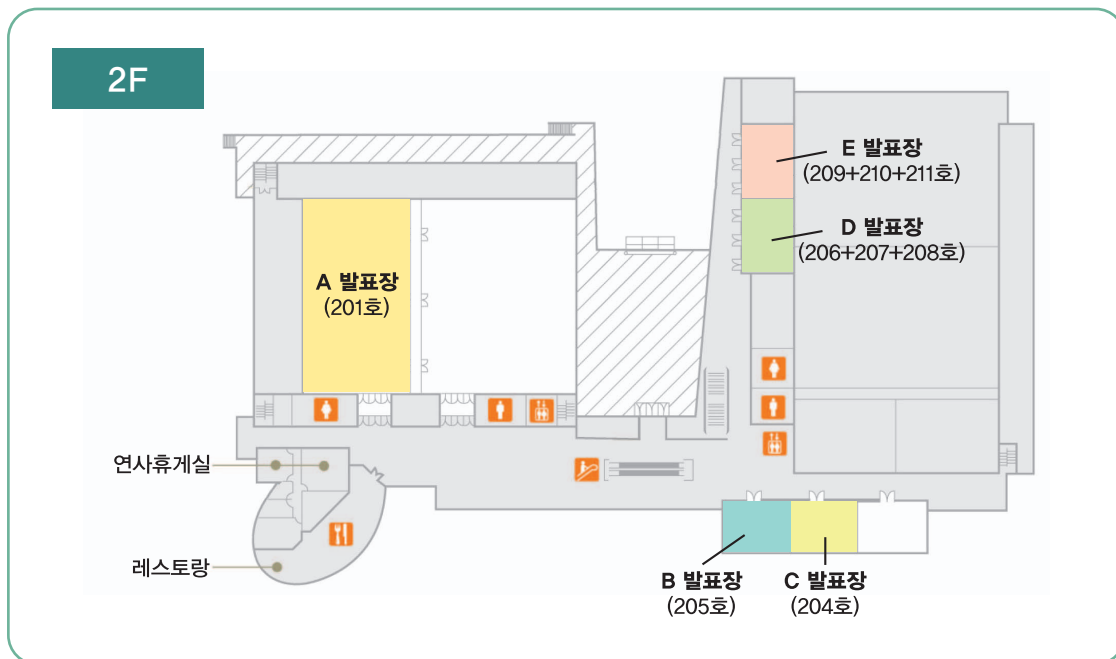 2F
E 발표장
(209+210+211호)
D 발표장
(206+207+208호)
A 발표장
(201호)
연사휴게실
레스토랑
B 발표장
(205호)
C 발표장
(204호)